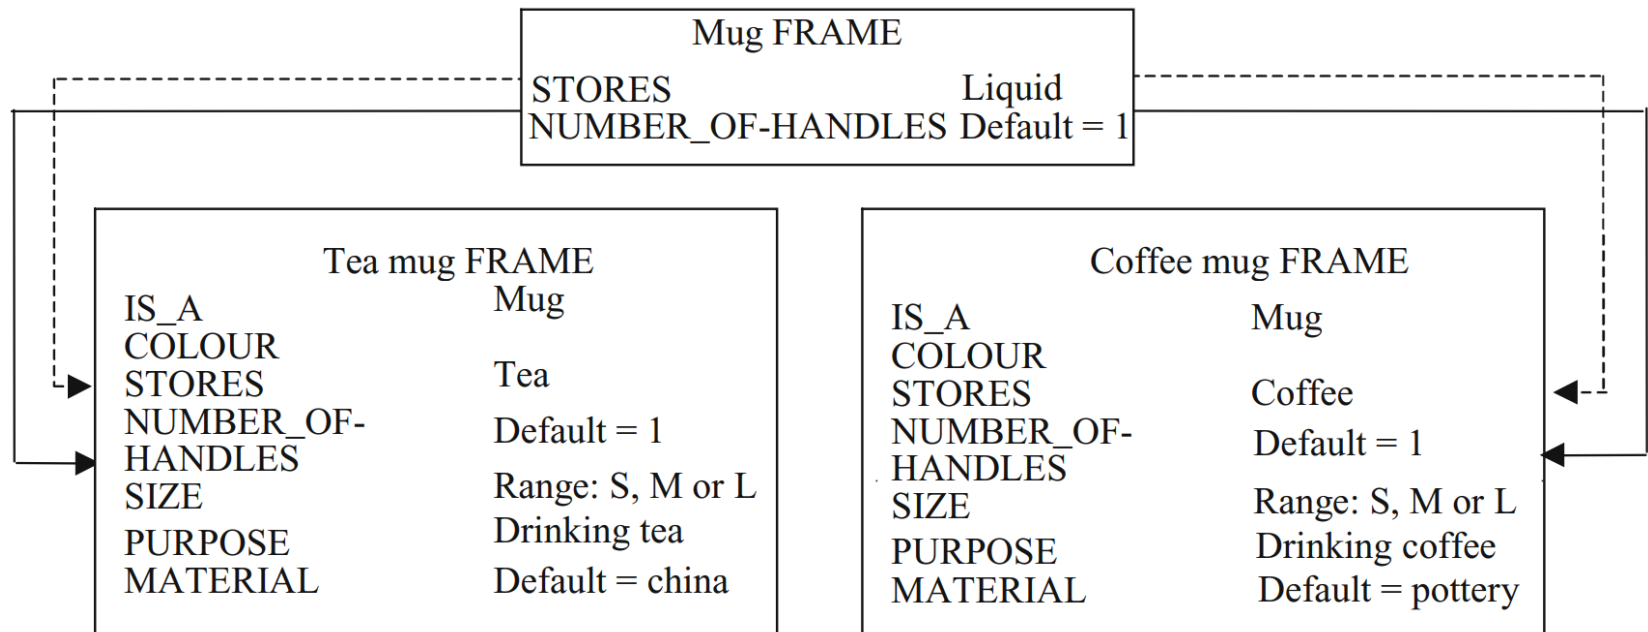 Mug FRAME
STORES Liquid
NUMBER_OF-HANDLES Default = 1
Tea mug FRAME
IS_A Mug
COLOUR
STORES Tea
NUMBER_OF-
HANDLES Default = 1
SIZE Range: S, M or L
PURPOSE Drinking tea
MATERIAL Default = china
Coffee mug FRAME
IS_A Mug
COLOUR
STORES Coffee
NUMBER_OF-
HANDLES Default = 1
SIZE Range: S, M or L
PURPOSE Drinking coffee
MATERIAL Default = pottery